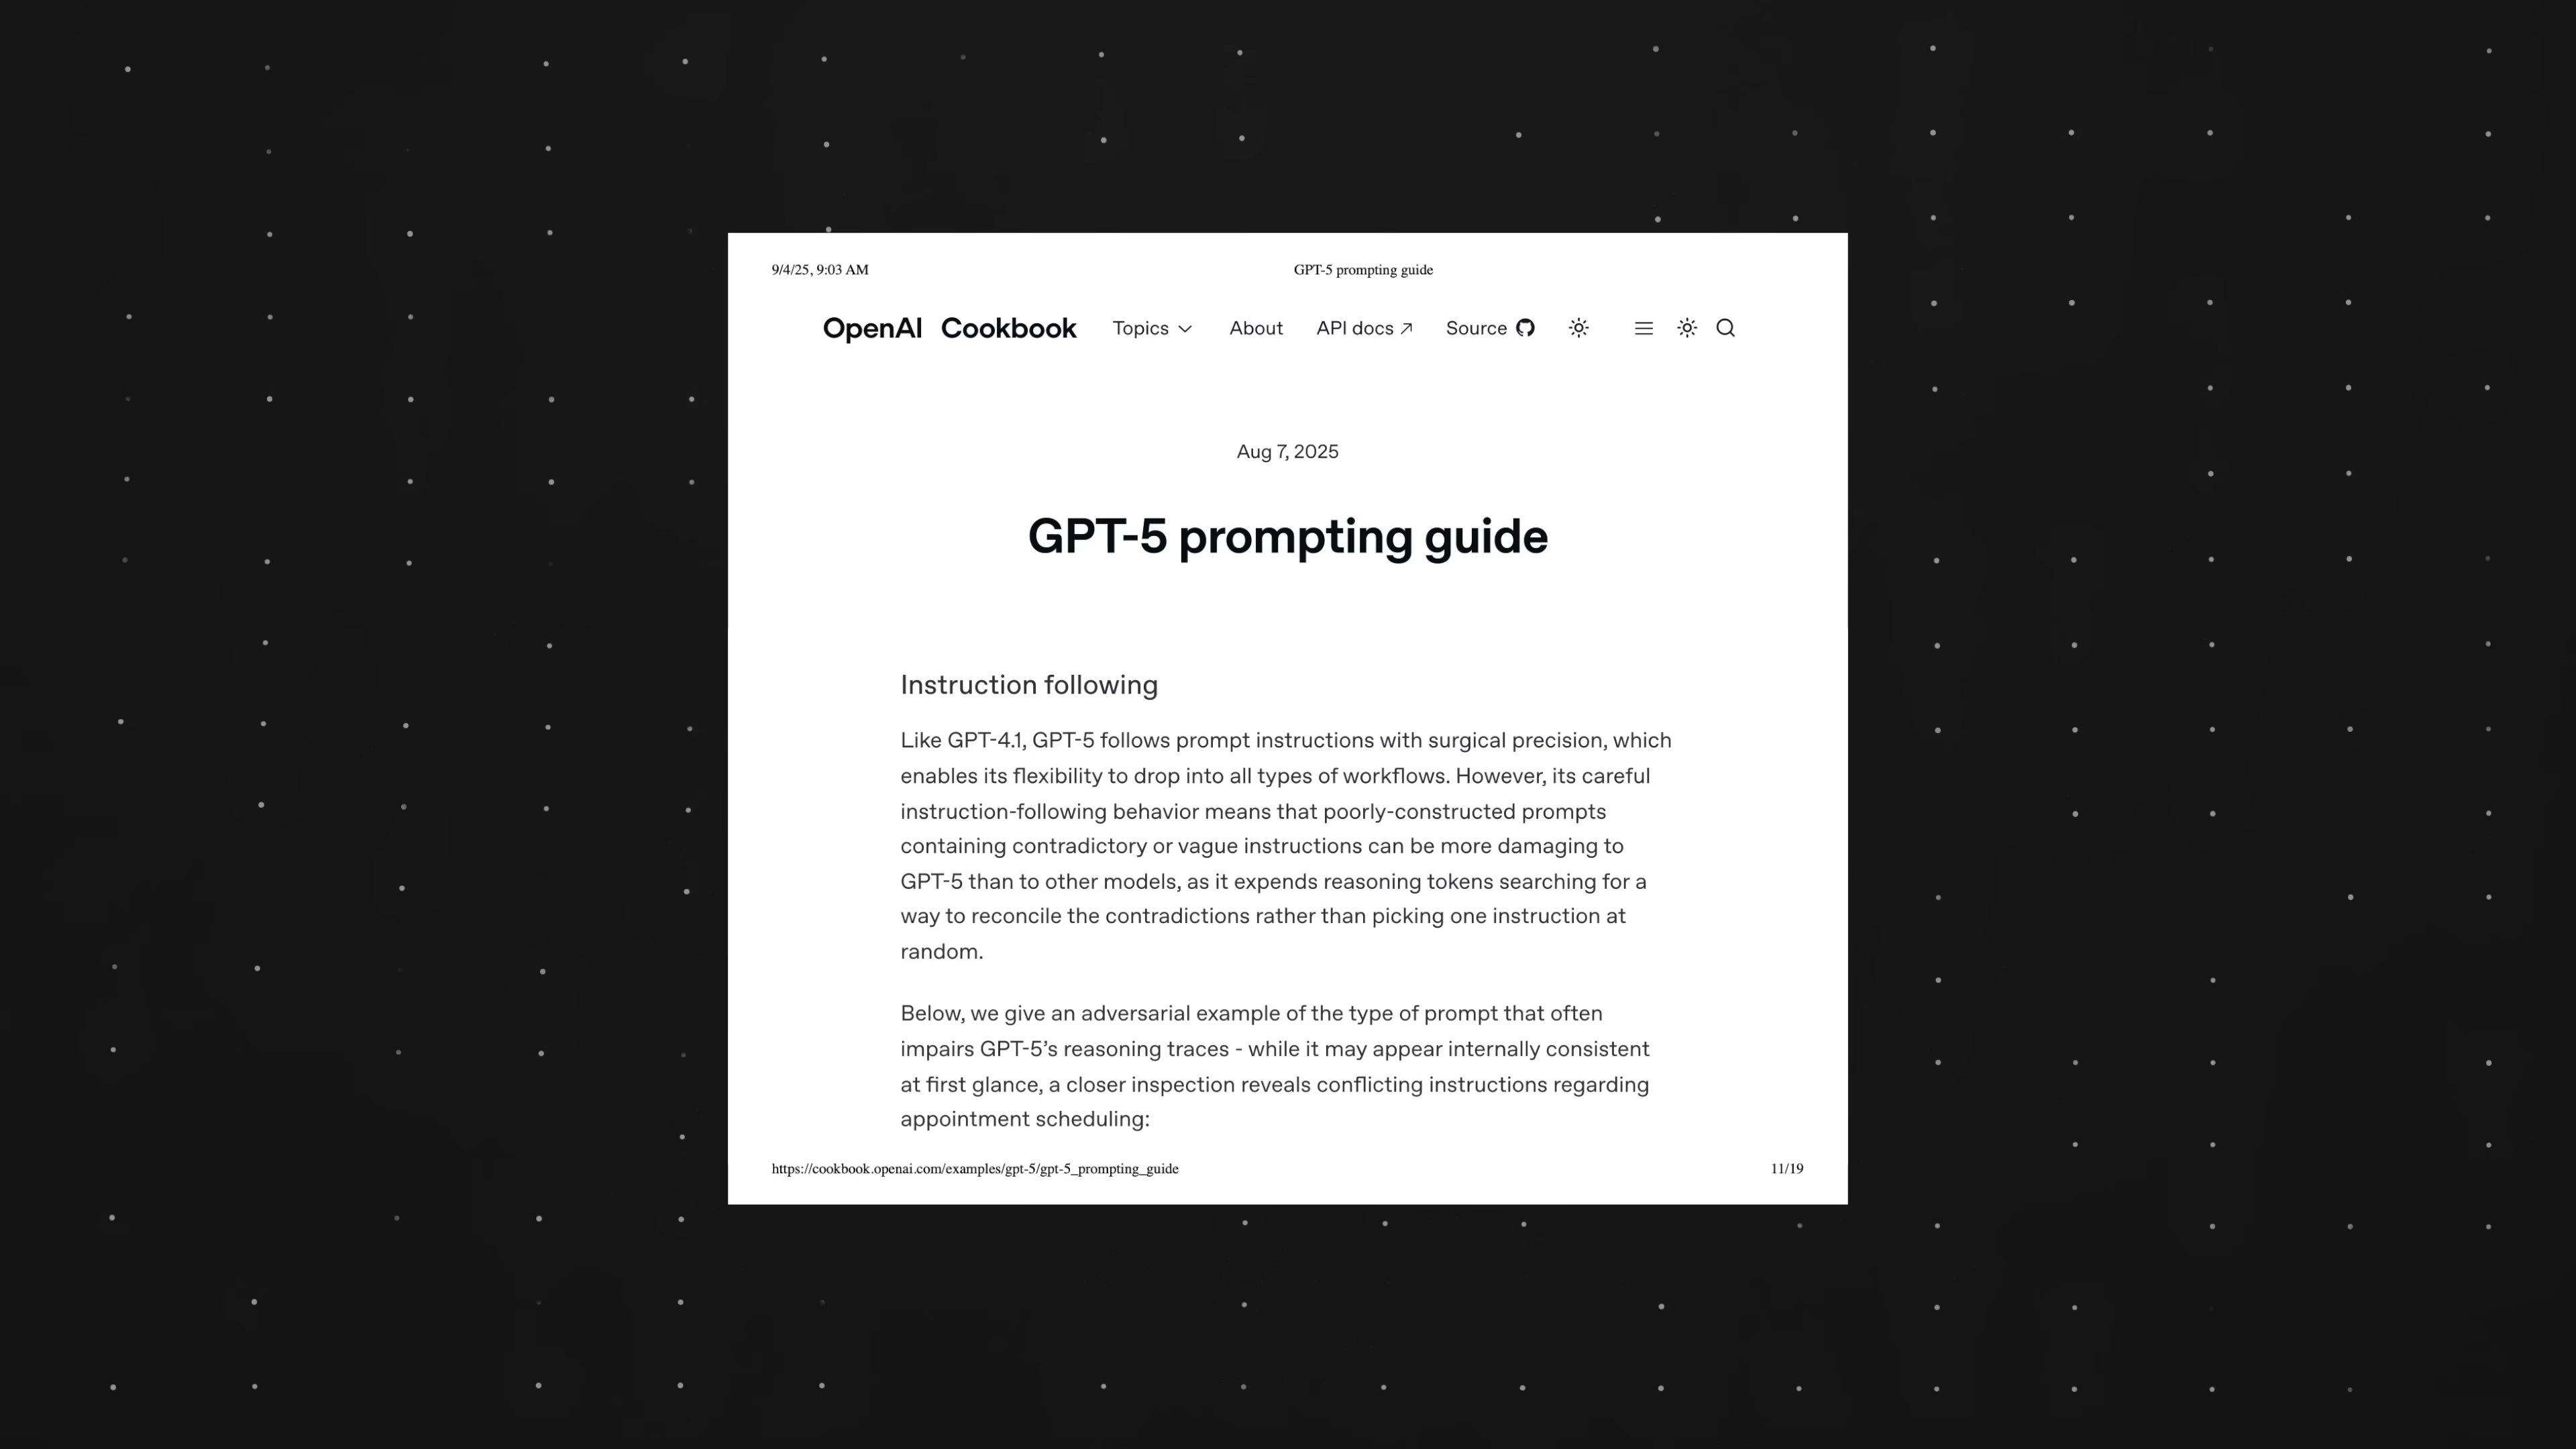 9/4/25, 9:03 AM GPT-5 prompting guide
OpenAI Cookbook Topics About API docs ↗ Source
Aug 7, 2025
GPT-5 prompting guide
Instruction following
Like GPT-4.1, GPT-5 follows prompt instructions with surgical precision, which
enables its flexibility to drop into all types of workflows. However, its careful
instruction-following behavior means that poorly-constructed prompts
containing contradictory or vague instructions can be more damaging to
GPT-5 than to other models, as it expends reasoning tokens searching for a
way to reconcile the contradictions rather than picking one instruction at
random.
Below, we give an adversarial example of the type of prompt that often
impairs GPT-5’s reasoning traces - while it may appear internally consistent
at first glance, a closer inspection reveals conflicting instructions regarding
appointment scheduling:
https://cookbook.openai.com/examples/gpt-5/gpt-5_prompting_guide 11/19